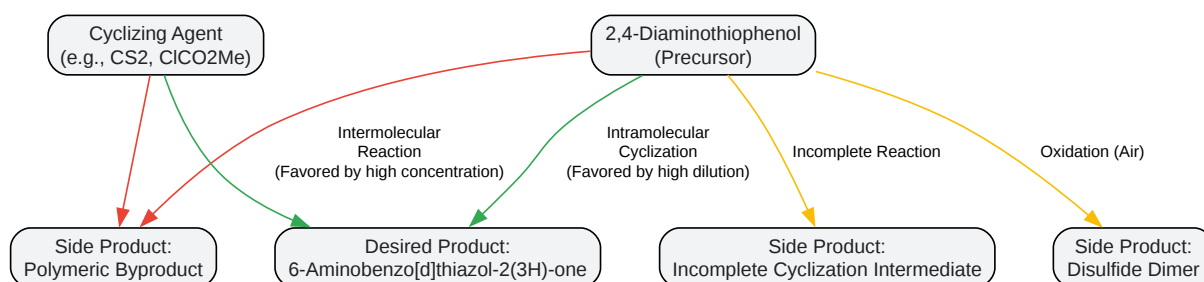 Cyclizing Agent
(e.g., CS2, ClCO2Me)
2,4-Diaminothiophenol
(Precursor)
Intermolecular
Reaction
(Favored by high concentration)
Intramolecular
Cyclization
(Favored by high dilution)
Incomplete Reaction
Oxidation (Air)
Side Product:
Polymeric Byproduct
Desired Product:
6-Aminobenzo[d]thiazol-2(3H)-one
Side Product:
Incomplete Cyclization Intermediate
Side Product:
Disulfide Dimer